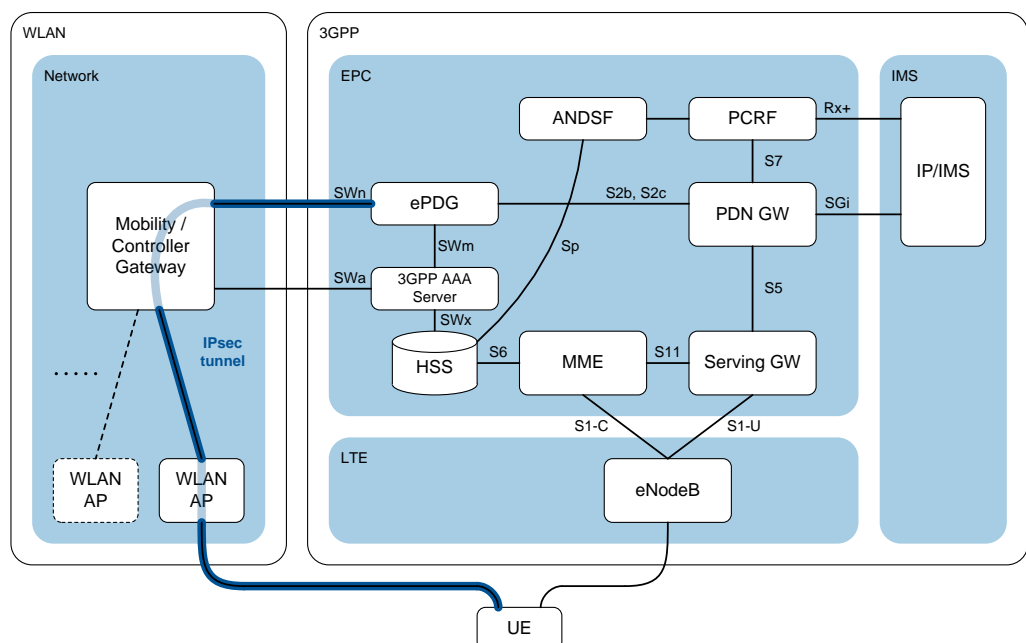 WLAN
3GPP
Network
EPC
IMS
ANDSF
PCRF
Rx+
IP/IMS
S7
Mobility /
Controller
Gateway
SWn
ePDG
S2b, S2c
PDN GW
SGi
SWm
Sp
SWa
3GPP AAA
Server
S5
SWx
IPsec
tunnel
HSS
S6
MME
S11
Serving GW
.....
S1-C
S1-U
LTE
WLAN
AP
WLAN
AP
eNodeB
UE